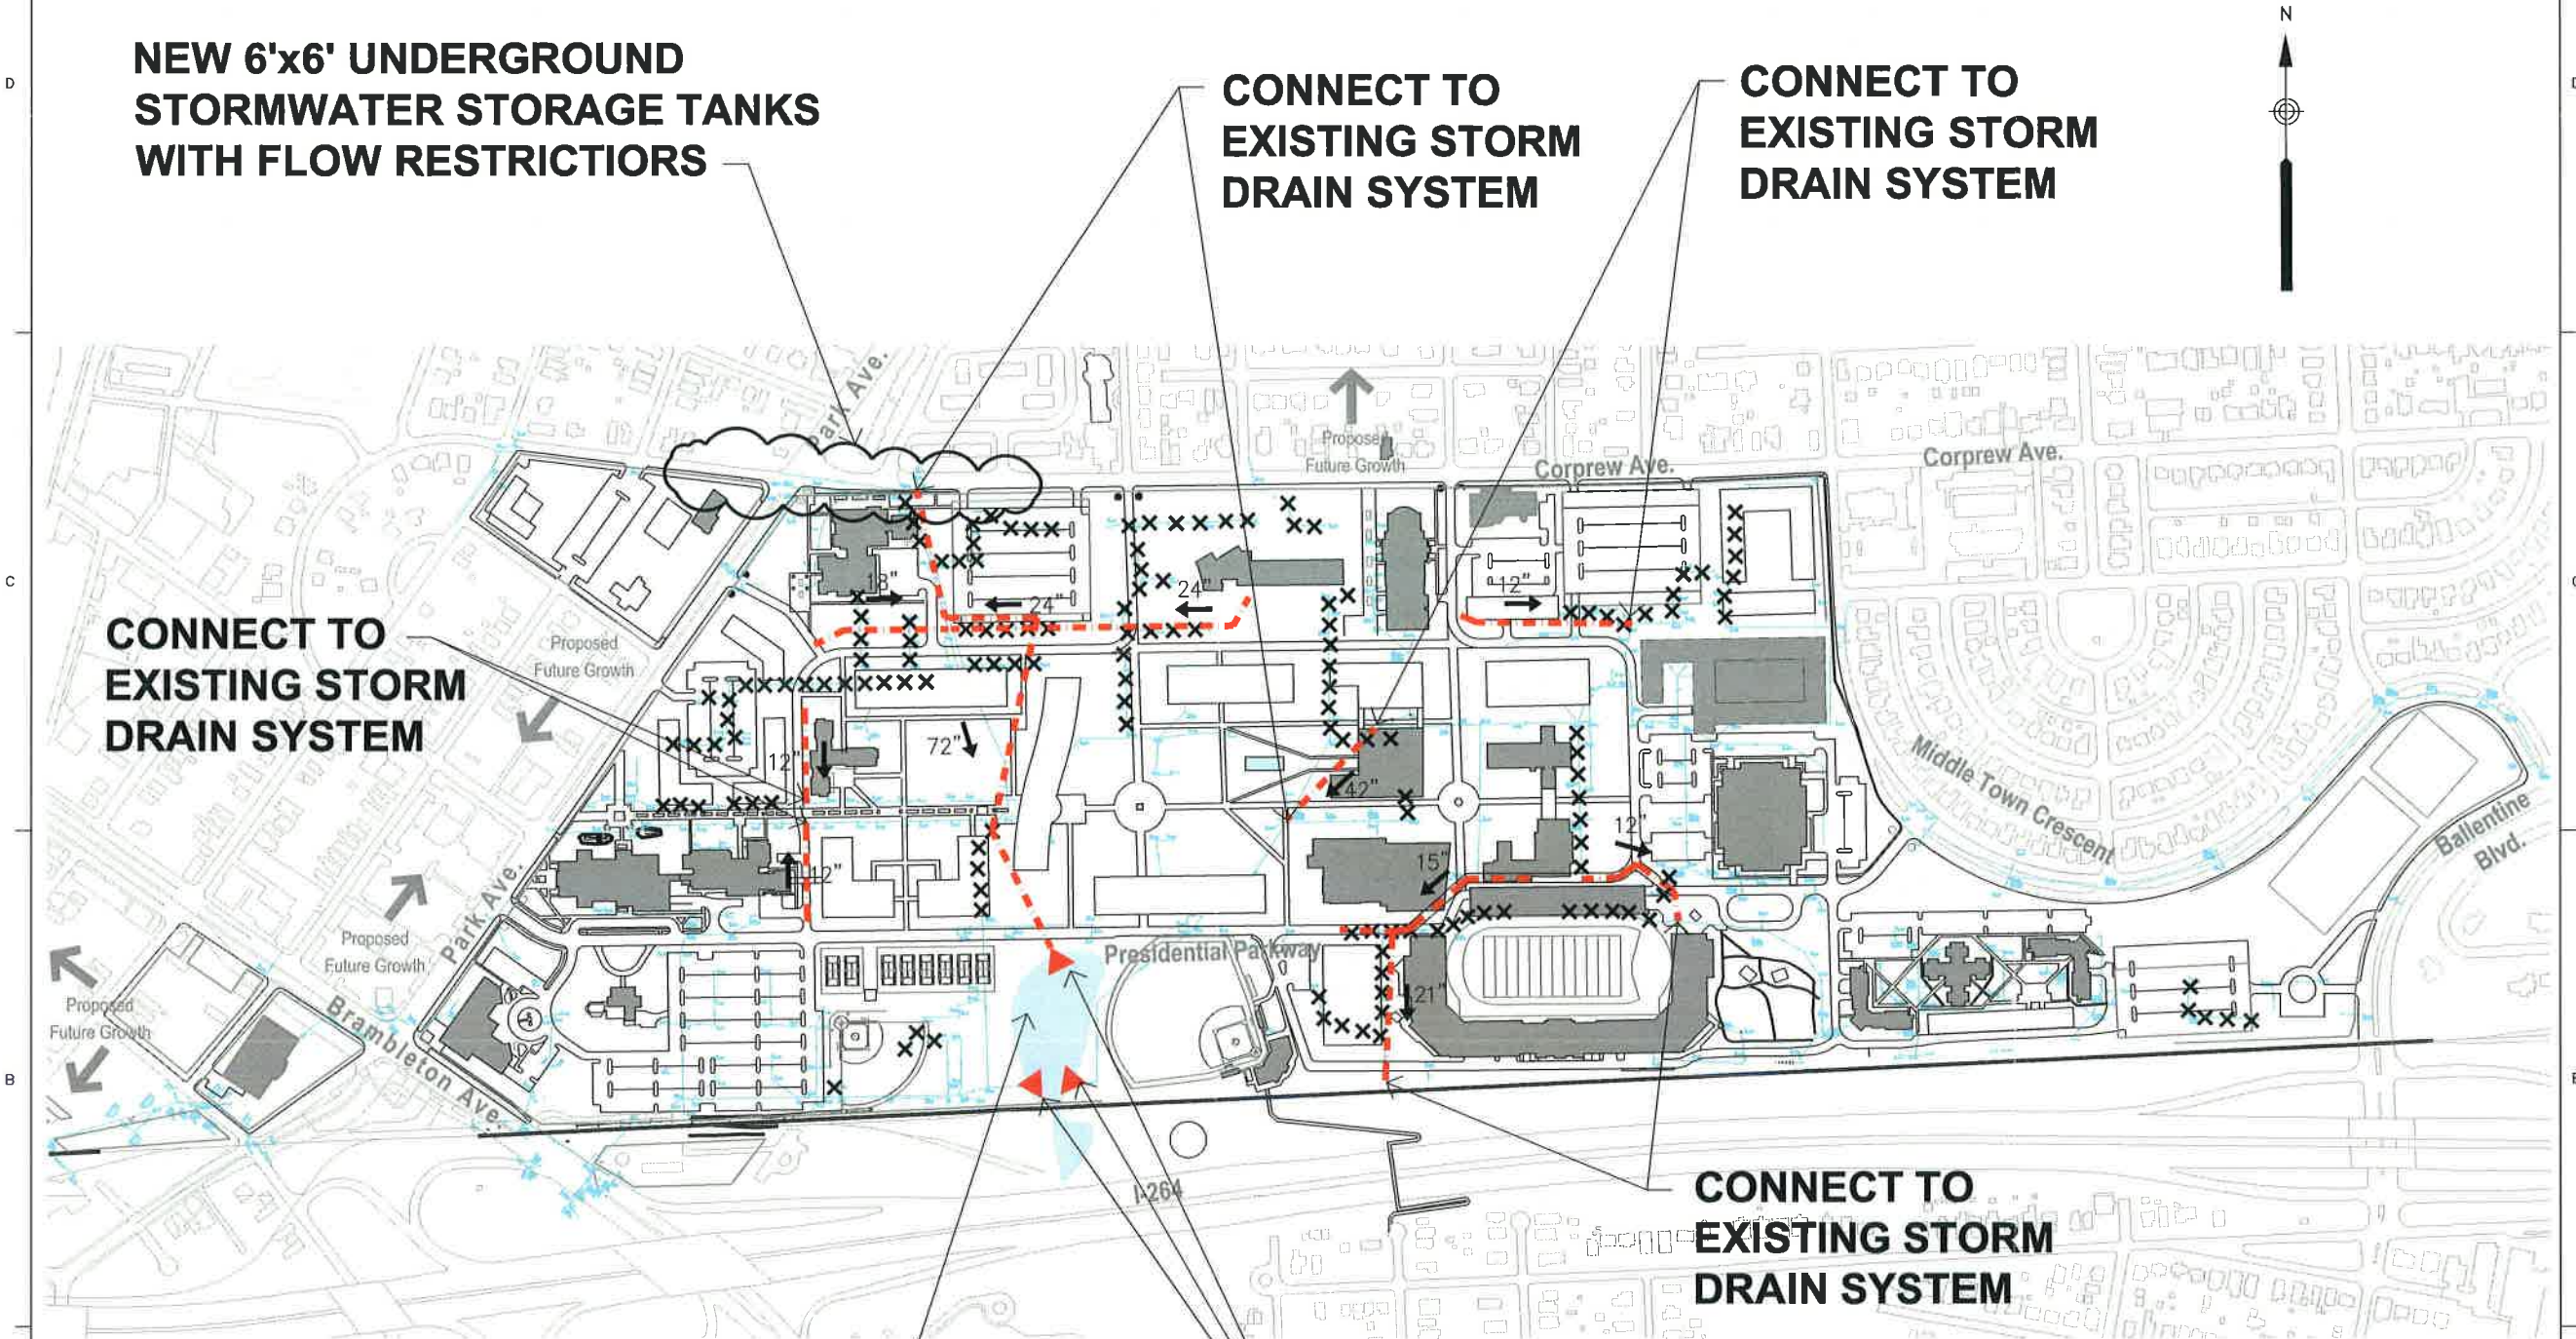 N
D
NEW 6'x6' UNDERGROUND
STORMWATER STORAGE TANKS
WITH FLOW RESTRICTIORS
CONNECT TO
EXISTING STORM
DRAIN SYSTEM
CONNECT TO
EXISTING STORM
DRAIN SYSTEM
Park Ave.
Proposed
Future Growth
Corprew Ave.
Corprew Ave.
C
18"
24"
24"
12"
CONNECT TO
EXISTING STORM
DRAIN SYSTEM
Proposed
Future Growth
72"
12"
42"
Middle Town Crescent
Ballentine
Blvd.
12"
15"
12"
Park Ave.
Proposed
Future Growth
Presidential Parkway
21"
Proposed
Future Growth
Brambleton Ave.
B
I-264
CONNECT TO
EXISTING STORM
DRAIN SYSTEM